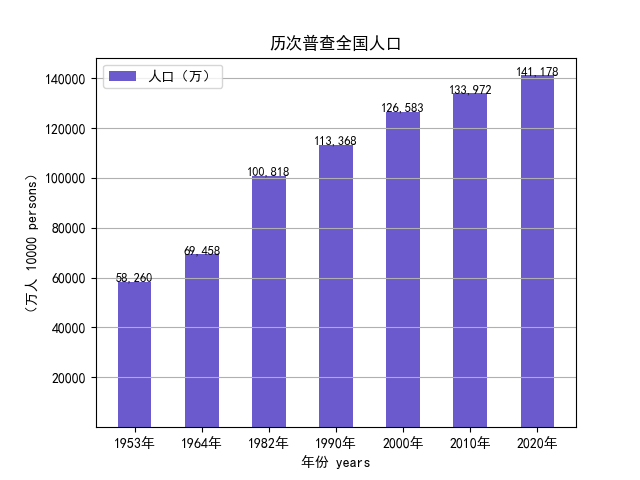 历次普查全国人口
人口（万）
（万人 10000 persons）
140000
120000
100000
80000
60000
40000
20000
58,260
69,458
100,818
113,368
126,583
133,972
141,178
1953年
1964年
1982年
1990年
2000年
2010年
2020年
年份 years